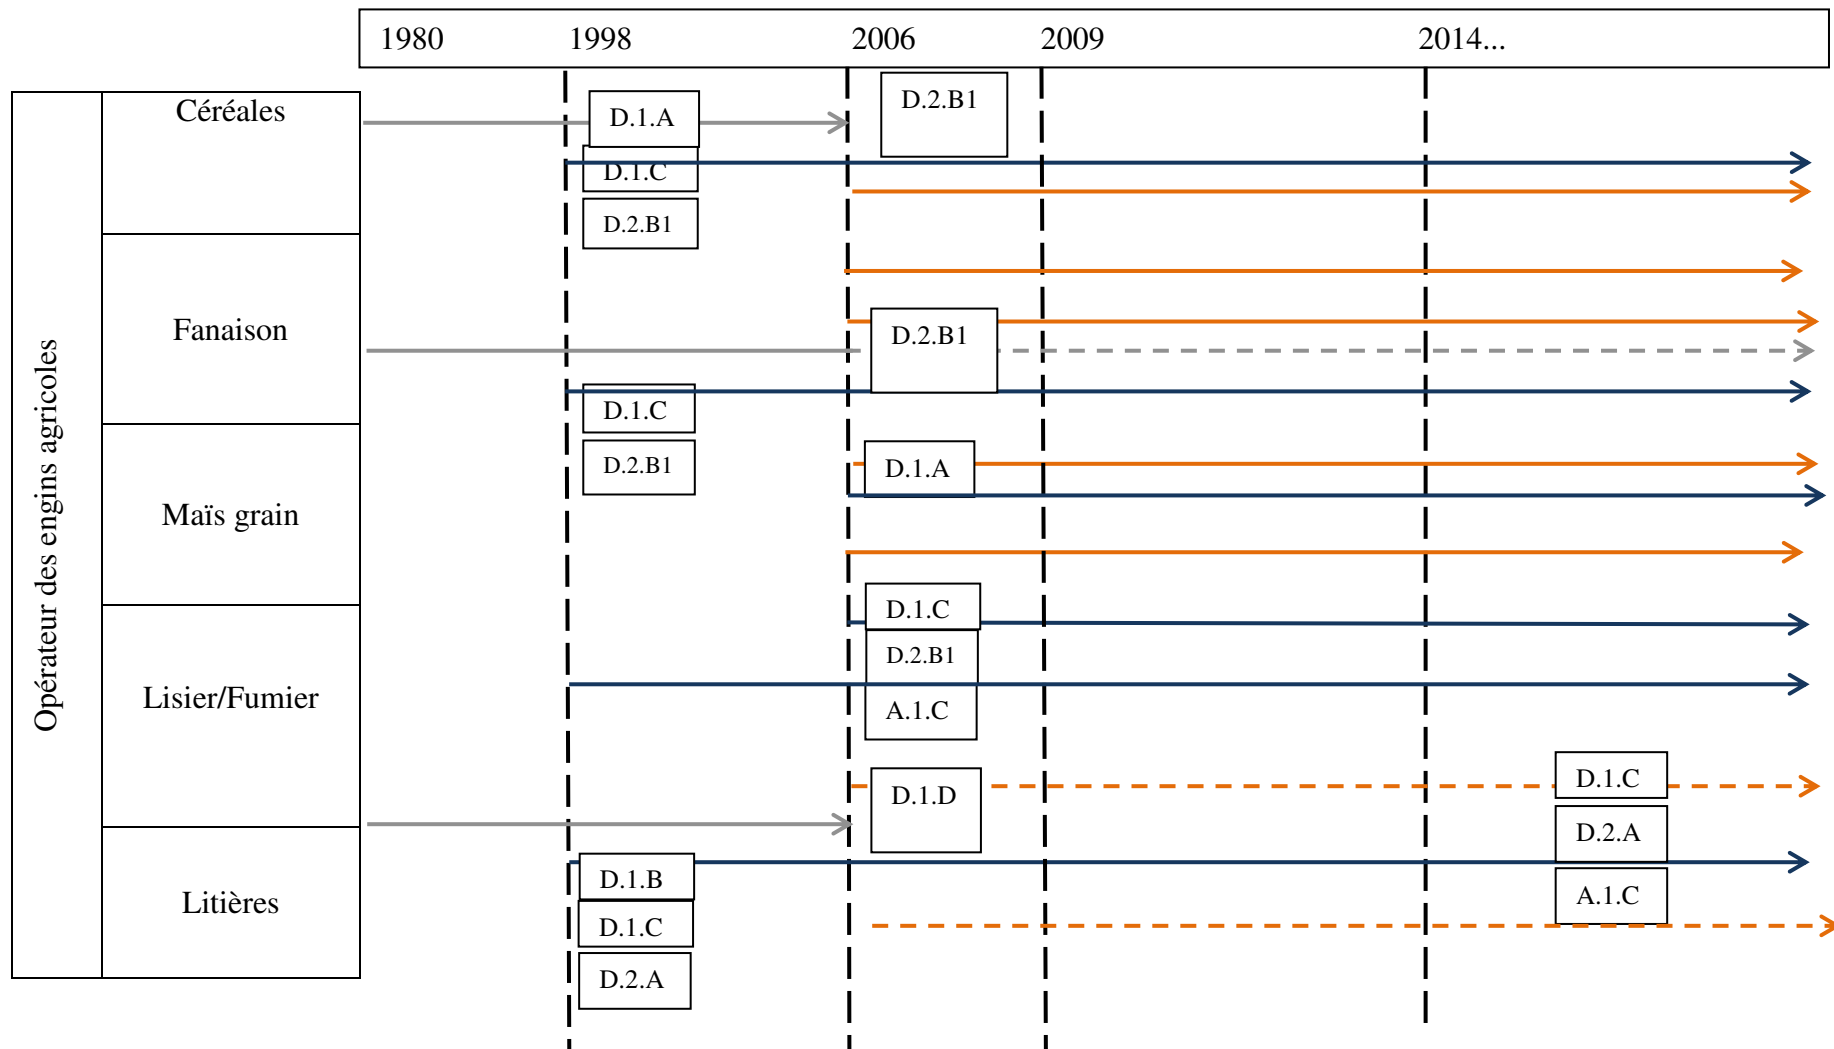 1980 1998 2006 2009 2014...
Opérateur des engins agricoles
Céréales
D.1.A
D.2.B1
D.1.C
D.2.B1
Fanaison
D.2.B1
D.1.C
D.2.B1
D.1.A
Maïs grain
D.1.C
D.2.B1
Lisier/Fumier
A.1.C
D.1.D
D.1.C
D.2.A
Litières
D.1.B
A.1.C
D.1.C
D.2.A